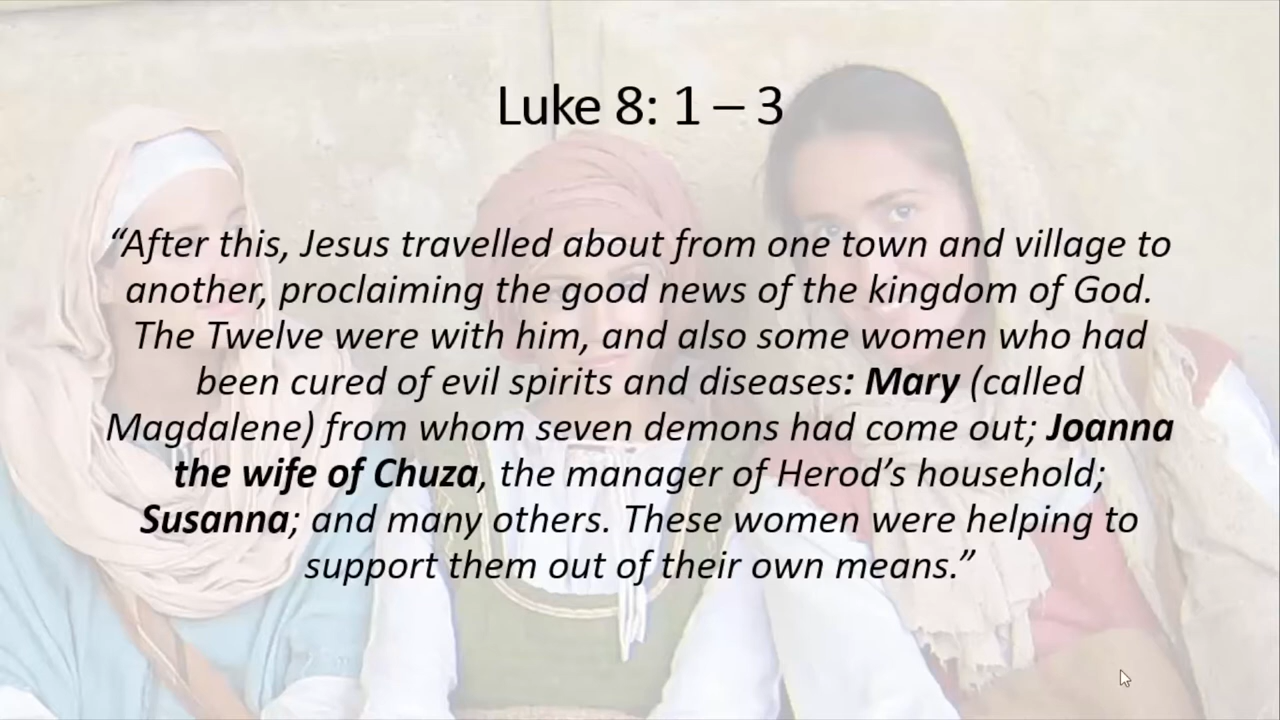 Luke 8: 1 – 3
“After this, Jesus travelled about from one town and village to
another, proclaiming the good news of the kingdom of God.
The Twelve were with him, and also some women who had
been cured of evil spirits and diseases: Mary (called
Magdalene) from whom seven demons had come out; Joanna
the wife of Chuza, the manager of Herod’s household;
Susanna; and many others. These women were helping to
support them out of their own means.”